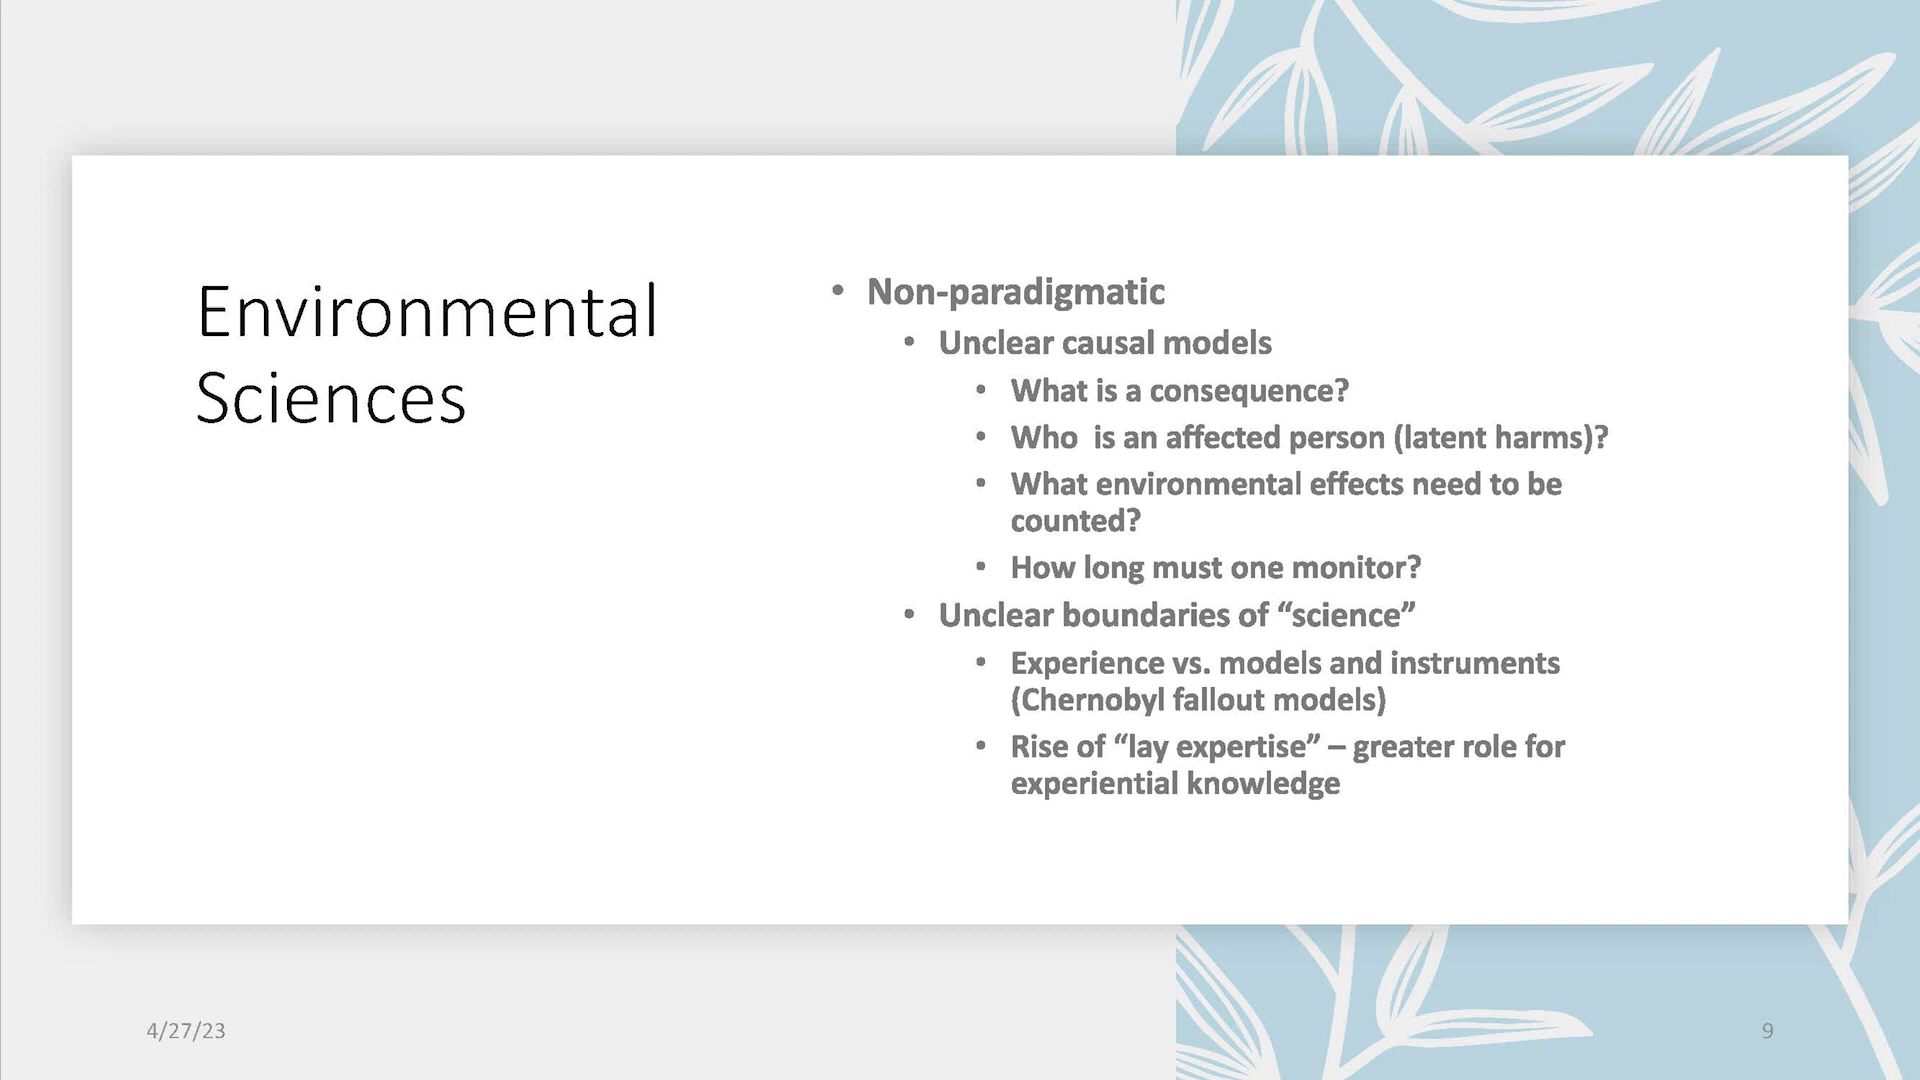 Environmental
Sciences
• Non-paradigmatic
• Unclear causal models
• What is a consequence?
• Who  is an affected person (latent harms)?
• What environmental effects need to be
counted?
• How long must one monitor?
• Unclear boundaries of “science”
• Experience vs. models and instruments
(Chernobyl fallout models)
• Rise of “lay expertise” – greater role for
experiential knowledge
4/27/23
9